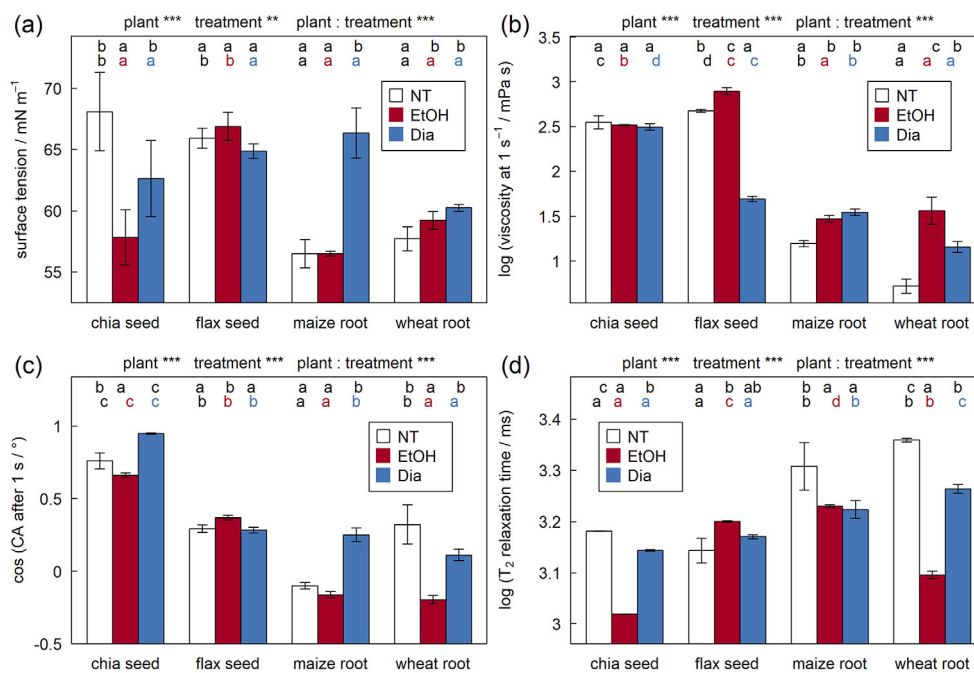 (a)
plant *** treatment ** plant : treatment ***
b a b a a a a a b a b b
b a a b b a a a b a a a
surface tension / mN m⁻¹
70
65
60
55
NT
EtOH
Dia
chia seed flax seed maize root wheat root
(b)
plant *** treatment *** plant : treatment ***
a a a b c a a b b a c b
c b d d c c b a b a a a
log (viscosity at 1 s⁻¹ / mPa s)
3.5
3
2.5
2
1.5
1
NT
EtOH
Dia
chia seed flax seed maize root wheat root
(c)
plant *** treatment *** plant : treatment ***
b a c a b a a a b b a b
c c c b b b a a b b a a
cos (CA after 1 s / °)
1
0.5
0
-0.5
NT
EtOH
Dia
chia seed flax seed maize root wheat root
(d)
plant *** treatment *** plant : treatment ***
c a b a b ab a a a c a b
a a a a c a b d b b b c
log (T₂ relaxation time / ms)
3.4
3.3
3.2
3.1
3
NT
EtOH
Dia
chia seed flax seed maize root wheat root